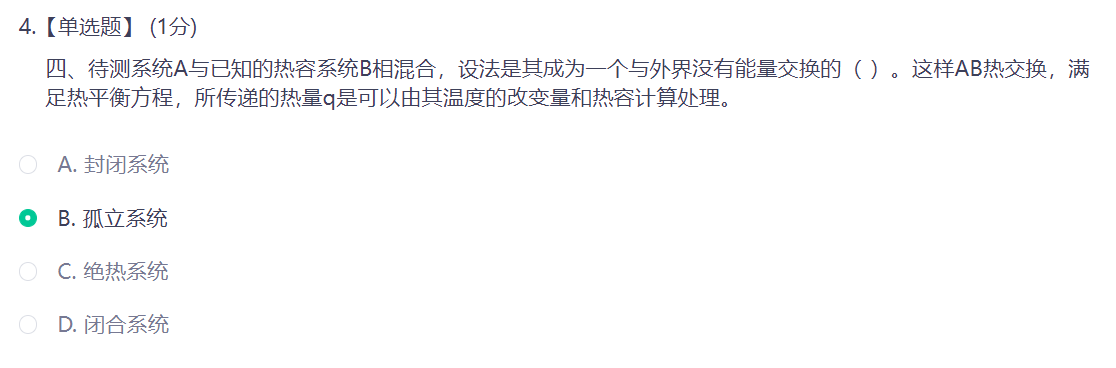 4.【单选题】 (1分)
四、待测系统A与已知的热容系统B相混合，设法是其成为一个与外界没有能量交换的（ ）。这样AB热交换，满
足热平衡方程，所传递的热量q是可以由其温度的改变量和热容计算处理。
A. 封闭系统
B. 孤立系统
C. 绝热系统
D. 闭合系统